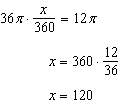 36π · x/360 = 12π
x = 360 · 12/36
x = 120